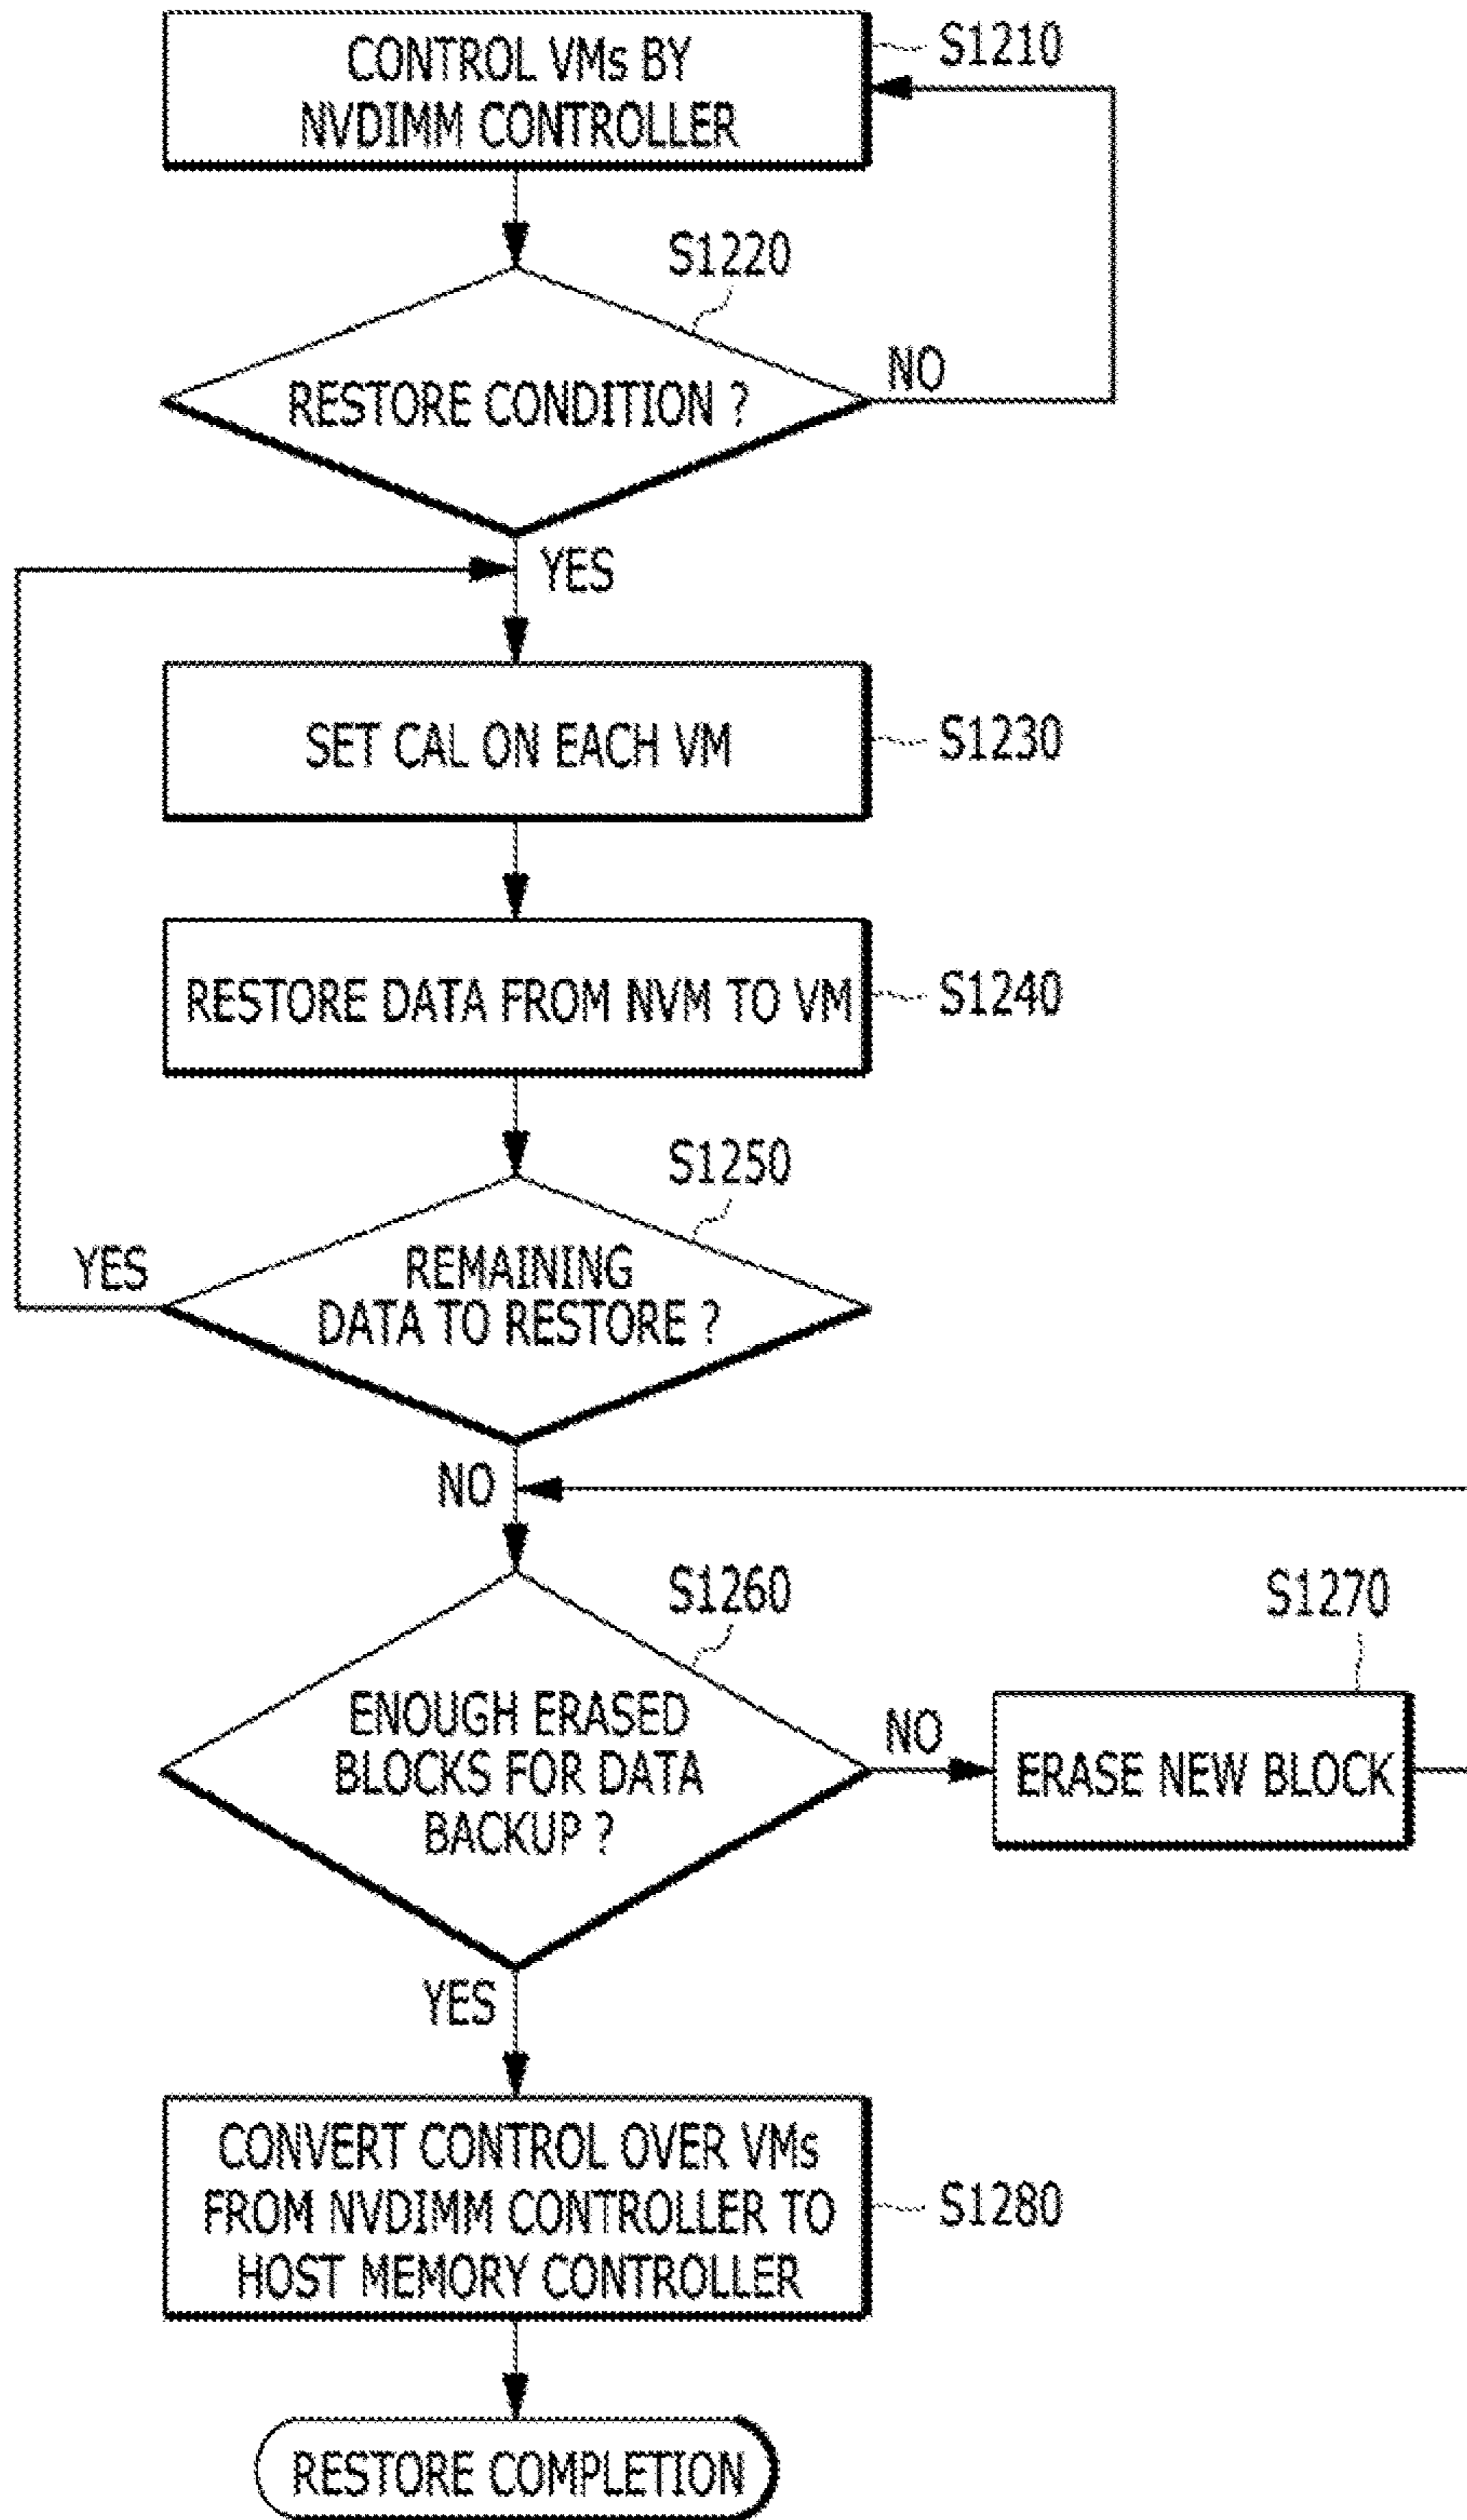 CONTROL VMs BY
NVDIMM CONTROLLER
S1210
S1220
RESTORE CONDITION ?
NO
YES
SET CAL ON EACH VM
S1230
RESTORE DATA FROM NVM TO VM
S1240
S1250
YES
REMAINING
DATA TO RESTORE ?
NO
S1260
S1270
ENOUGH ERASED
BLOCKS FOR DATA
BACKUP ?
NO
ERASE NEW BLOCK
YES
CONVERT CONTROL OVER VMs
FROM NVDIMM CONTROLLER TO
HOST MEMORY CONTROLLER
S1280
RESTORE COMPLETION